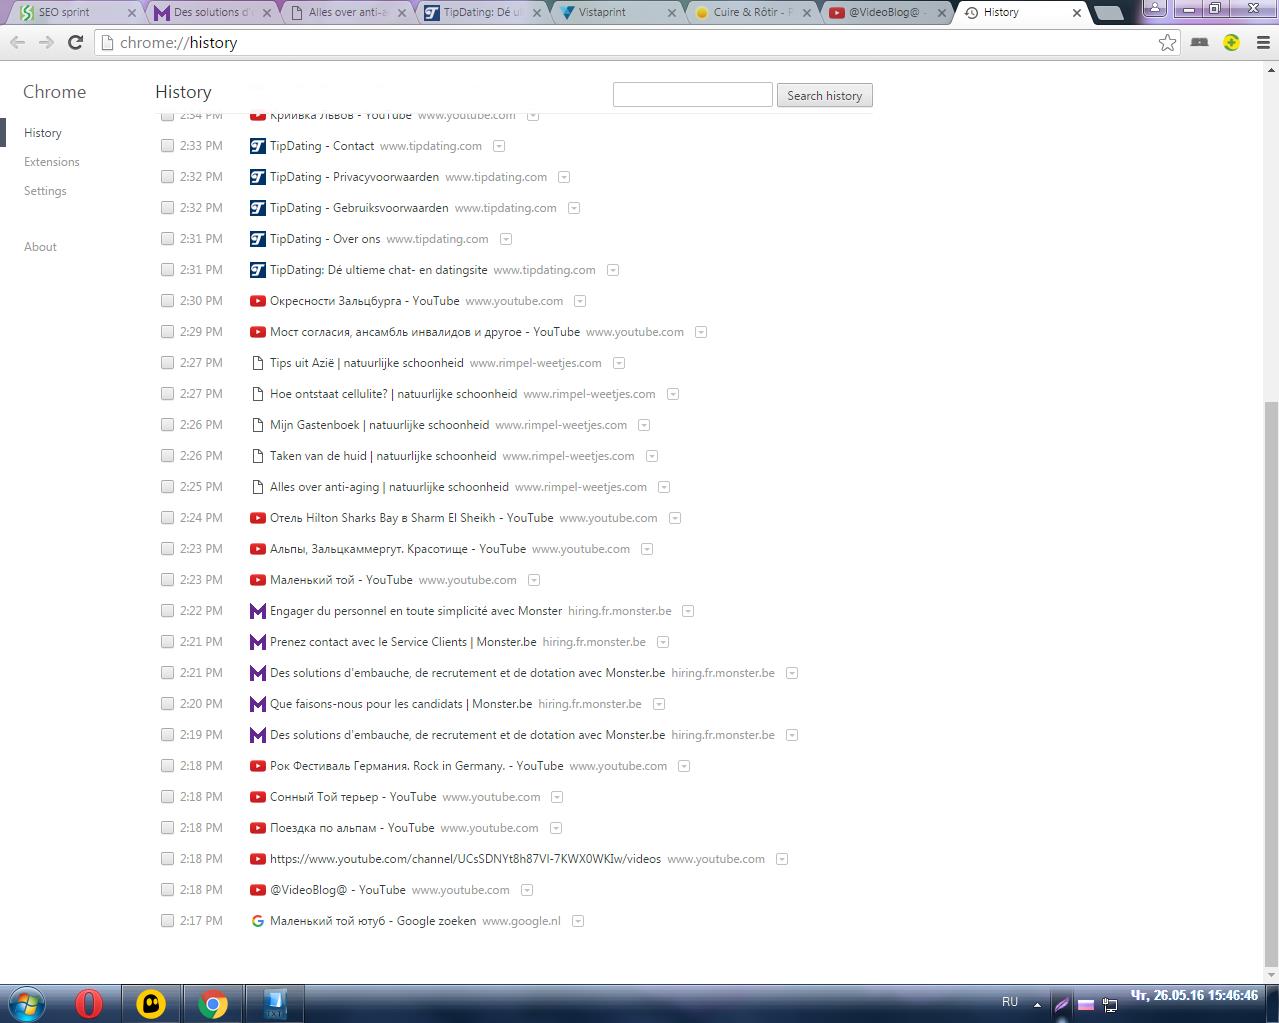 SEO sprint
Des solutions d'
Alles over anti-a
TipDating: Dé ul
Vistaprint
Cuire & Rôtir -
@VideoBlog@ -
History
chrome://history
Chrome
History
Search history
History
Extensions
Settings
About
2:34 PM Криївка Львов - YouTube www.youtube.com
2:33 PM TipDating - Contact www.tipdating.com
2:32 PM TipDating - Privacyvoorwaarden www.tipdating.com
2:32 PM TipDating - Gebruiksvoorwaarden www.tipdating.com
2:31 PM TipDating - Over ons www.tipdating.com
2:31 PM TipDating: Dé ultieme chat- en datingsite www.tipdating.com
2:30 PM Окресности Зальцбурга - YouTube www.youtube.com
2:29 PM Мост согласия, ансамбль инвалидов и другое - YouTube www.youtube.com
2:27 PM Tips uit Azië | natuurlijke schoonheid www.rimpel-weetjes.com
2:27 PM Hoe ontstaat cellulite? | natuurlijke schoonheid www.rimpel-weetjes.com
2:26 PM Mijn Gastenboek | natuurlijke schoonheid www.rimpel-weetjes.com
2:26 PM Taken van de huid | natuurlijke schoonheid www.rimpel-weetjes.com
2:25 PM Alles over anti-aging | natuurlijke schoonheid www.rimpel-weetjes.com
2:24 PM Отель Hilton Sharks Bay в Sharm El Sheikh - YouTube www.youtube.com
2:23 PM Альпы, Зальцкаммергут. Красотище - YouTube www.youtube.com
2:23 PM Маленький той - YouTube www.youtube.com
2:22 PM Engager du personnel en toute simplicité avec Monster hiring.fr.monster.be
2:21 PM Prenez contact avec le Service Clients | Monster.be hiring.fr.monster.be
2:21 PM Des solutions d'embauche, de recrutement et de dotation avec Monster.be hiring.fr.monster.be
2:20 PM Que faisons-nous pour les candidats | Monster.be hiring.fr.monster.be
2:19 PM Des solutions d'embauche, de recrutement et de dotation avec Monster.be hiring.fr.monster.be
2:18 PM Рок Фестиваль Германия. Rock in Germany. - YouTube www.youtube.com
2:18 PM Сонный Той терьер - YouTube www.youtube.com
2:18 PM Поездка по альпам - YouTube www.youtube.com
2:18 PM https://www.youtube.com/channel/UCsSDNYt8h87Vl-7KWX0WKIw/videos www.youtube.com
2:18 PM @VideoBlog@ - YouTube www.youtube.com
2:17 PM Маленький той ютуб - Google zoeken www.google.nl
TXT
RU
Чт, 26.05.16 15:46:46